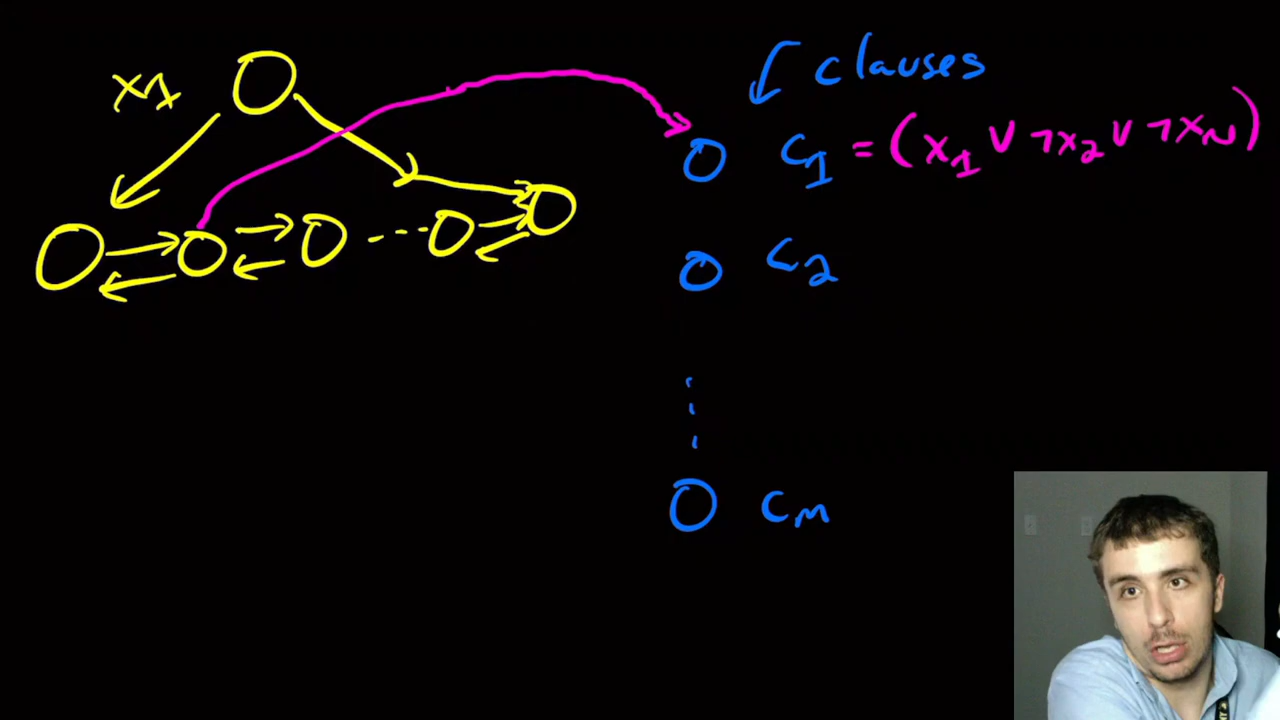 x1
clauses
C1 = (x1 ∨ ¬x2 ∨ ¬xN)
C2
Cm